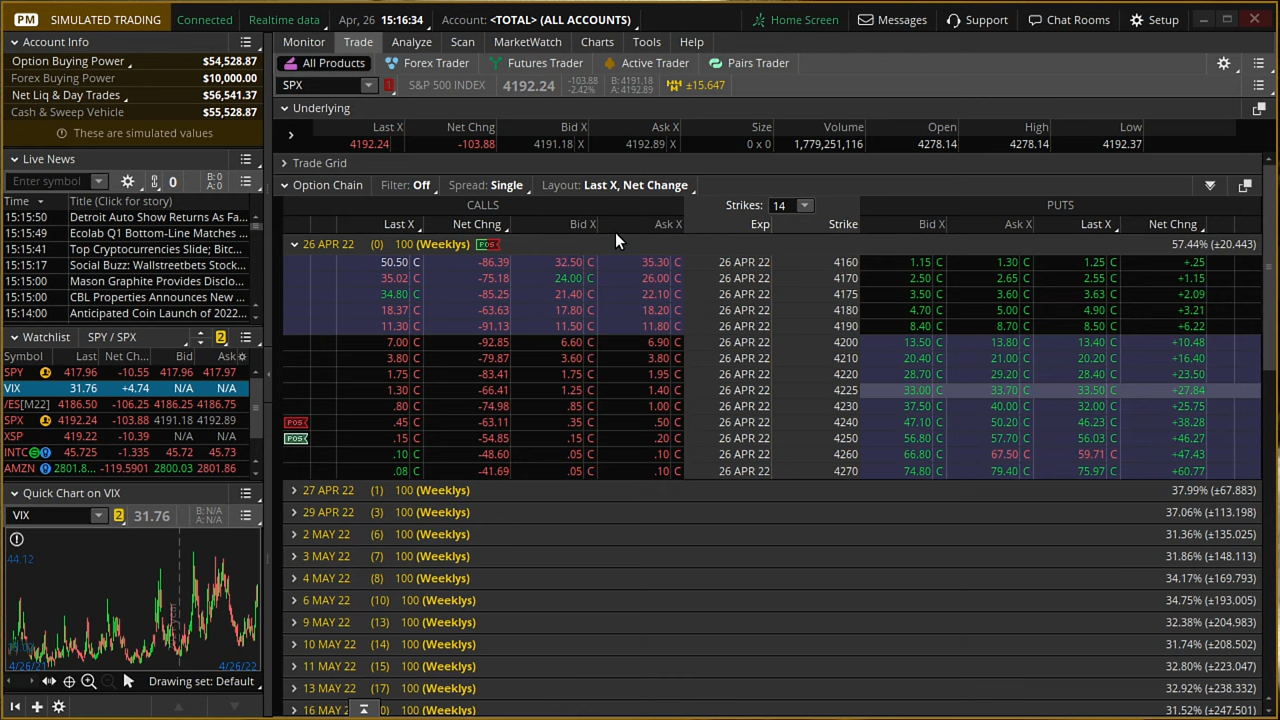 PM SIMULATED TRADING Connected Realtime data Apr, 26 15:16:34 Account: <TOTAL> (ALL ACCOUNTS) Home Screen Messages Support Chat Rooms Setup
Account Info
Option Buying Power $54,528.87
Forex Buying Power $10,000.00
Net Liq & Day Trades $56,541.37
Cash & Sweep Vehicle $55,528.87
These are simulated values
Live News
Enter symbol 0 B: 0 A: 0
Time Title (Click for story)
15:15:50 Detroit Auto Show Returns As Fa...
15:15:49 Ecolab Q1 Bottom-Line Matches ...
15:15:41 Top Cryptocurrencies Slide; Bitc...
15:15:17 Social Buzz: Wallstreetbets Stock...
15:15:00 Mason Graphite Provides Disclo...
15:15:00 CBL Properties Announces New ...
15:14:00 Anticipated Coin Launch of 2022...
Watchlist SPY / SPX 2
Symbol Last Net Ch... Bid Ask
SPY 417.96 -10.55 417.96 417.97
VIX 31.76 +4.74 N/A N/A
/ES[M22] 4186.50 -106.25 4186.25 4186.75
SPX 4192.24 -103.88 4191.18 4192.89
XSP 419.22 -10.39 N/A N/A
INTC 45.725 -1.335 45.72 45.73
AMZN 2801.8... -119.5901 2800.03 2801.86
Quick Chart on VIX
VIX 2 31.76 B: N/A A: N/A
44.12
4/26/21 4/26/22
Drawing set: Default
Monitor Trade Analyze Scan MarketWatch Charts Tools Help
All Products Forex Trader Futures Trader Active Trader Pairs Trader
SPX 1 S&P 500 INDEX 4192.24 -103.88 -2.42% B: 4191.18 A: 4192.89 ±15.647
Underlying
Last X Net Chng Bid X Ask X Size Volume Open High Low
4192.24 -103.88 4191.18 X 4192.89 X 0 x 0 1,779,251,116 4278.14 4278.14 4192.37
Trade Grid
Option Chain Filter: Off Spread: Single Layout: Last X, Net Change
CALLS Strikes: 14 PUTS
Last X Net Chng Bid X Ask X Exp Strike Bid X Ask X Last X Net Chng
26 APR 22 (0) 100 (Weeklys) POS 57.44% (±20.443)
50.50 C -86.39 32.50 C 35.30 C 26 APR 22 4160 1.15 C 1.30 C 1.25 C +.25
35.02 C -75.18 24.00 C 26.00 C 26 APR 22 4170 2.50 C 2.65 C 2.55 C +1.15
34.80 C -85.25 21.40 C 22.10 C 26 APR 22 4175 3.50 C 3.60 C 3.63 C +2.09
18.37 C -63.63 17.80 C 18.20 C 26 APR 22 4180 4.70 C 5.00 C 4.90 C +3.21
11.30 C -91.13 11.50 C 11.80 C 26 APR 22 4190 8.40 C 8.70 C 8.50 C +6.22
7.00 C -92.85 6.60 C 6.90 C 26 APR 22 4200 13.50 C 13.80 C 13.40 C +10.48
3.80 C -79.87 3.60 C 3.80 C 26 APR 22 4210 20.40 C 21.00 C 20.20 C +16.40
1.75 C -83.41 1.75 C 1.95 C 26 APR 22 4220 28.70 C 29.20 C 28.40 C +23.50
1.30 C -66.41 1.25 C 1.40 C 26 APR 22 4225 33.00 C 33.70 C 33.50 C +27.84
.80 C -74.98 .85 C 1.00 C 26 APR 22 4230 37.50 C 40.00 C 32.00 C +25.75
POS .45 C -63.11 .35 C .50 C 26 APR 22 4240 47.10 C 50.20 C 46.23 C +38.28
POS .15 C -54.85 .15 C .20 C 26 APR 22 4250 56.80 C 57.70 C 56.03 C +46.27
.10 C -48.60 .05 C .10 C 26 APR 22 4260 66.80 C 67.50 C 59.71 C +47.43
.08 C -41.69 .05 C .10 C 26 APR 22 4270 74.80 C 79.40 C 75.97 C +60.77
27 APR 22 (1) 100 (Weeklys) 37.99% (±67.883)
29 APR 22 (3) 100 (Weeklys) 37.06% (±113.198)
2 MAY 22 (6) 100 (Weeklys) 31.36% (±135.025)
3 MAY 22 (7) 100 (Weeklys) 31.86% (±148.113)
4 MAY 22 (8) 100 (Weeklys) 34.17% (±169.793)
6 MAY 22 (10) 100 (Weeklys) 34.75% (±193.005)
9 MAY 22 (13) 100 (Weeklys) 32.38% (±204.983)
10 MAY 22 (14) 100 (Weeklys) 31.74% (±208.502)
11 MAY 22 (15) 100 (Weeklys) 32.80% (±223.047)
13 MAY 22 (17) 100 (Weeklys) 32.92% (±238.332)
16 MAY 2 0) 100 (Weeklys) 31.52% (±247.501)